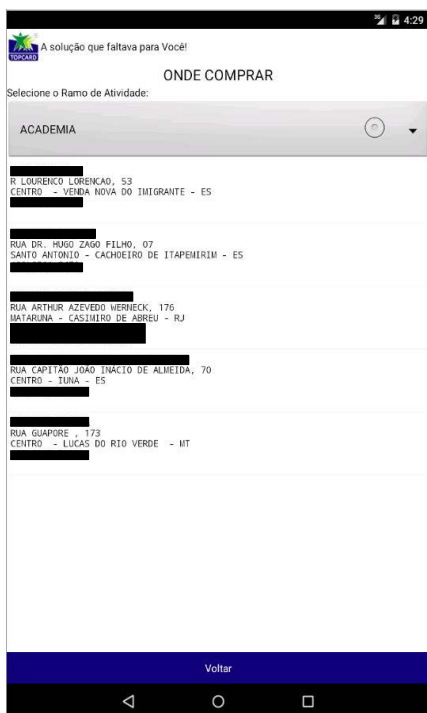 3G 4:29
TOPCARD
A solução que faltava para Você!
ONDE COMPRAR
Selecione o Ramo de Atividade:
ACADEMIA
R LOURENCO LORENCAO, 53
CENTRO - VENDA NOVA DO IMIGRANTE - ES
RUA DR. HUGO ZAGO FILHO, 07
SANTO ANTONIO - CACHOEIRO DE ITAPEMIRIM - ES
RUA ARTHUR AZEVEDO WERNECK, 176
MATARUNA - CASIMIRO DE ABREU - RJ
RUA CAPITÃO JOÃO INÁCIO DE ALMEIDA, 70
CENTRO - IUNA - ES
RUA GUAPORE , 173
CENTRO - LUCAS DO RIO VERDE - MT
Voltar